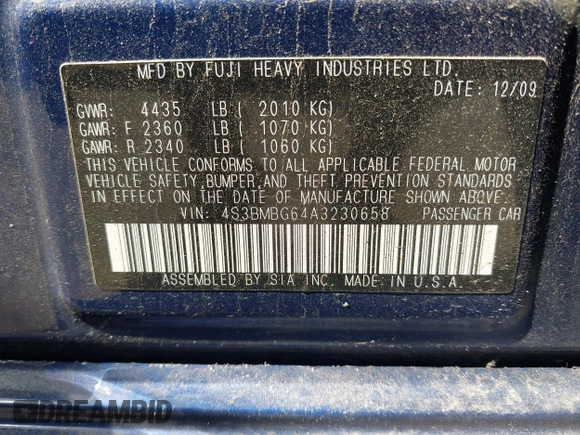 MFD BY FUJI HEAVY INDUSTRIES LTD.
DATE: 12/09
GVWR: 4435 LB ( 2010 KG)
GAWR: F 2360 LB ( 1070 KG)
GAWR: R 2340 LB ( 1060 KG)
THIS VEHICLE CONFORMS TO ALL APPLICABLE FEDERAL MOTOR
VEHICLE SAFETY,BUMPER,AND THEFT PREVENTION STANDARDS
IN EFFECT ON THE DATE OF MANUFACTURE SHOWN ABOVE.
VIN: 4S3BMBG64A3230658 PASSENGER CAR
ASSEMBLED BY SIA INC. MADE IN U.S.A.
DREAMBID